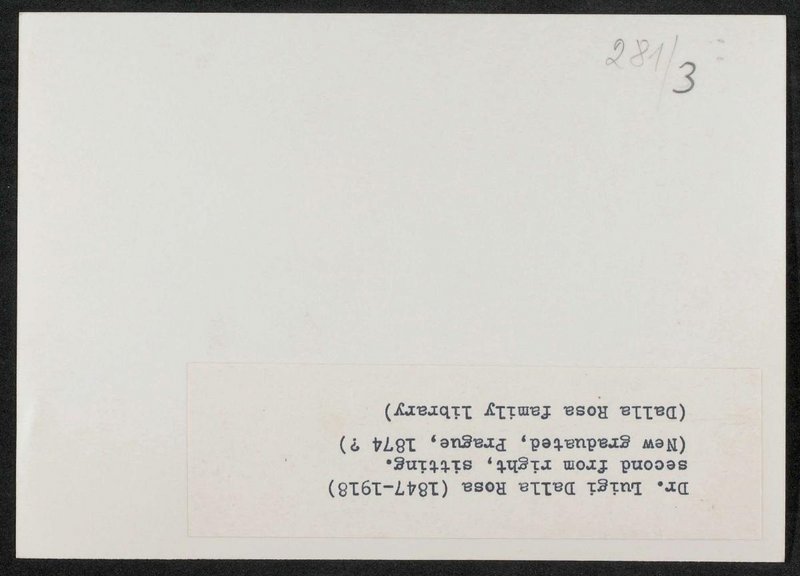 281/3
Dr. Luigi Dalla Rosa (1847-1918)
second from right, sitting.
(New graduated, Prague, 1874 ?)
(Dalla Rosa family library)